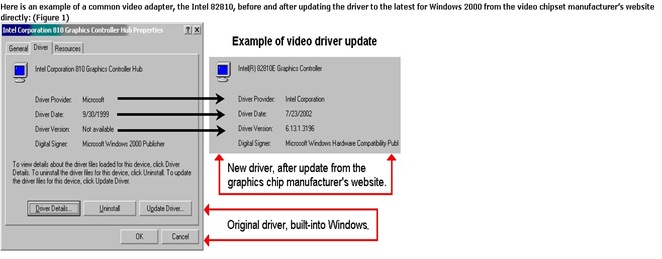 Here is an example of a common video adapter, the Intel 82810, before and after updating the driver to the latest for Windows 2000 from the video chipset manufacturer's website
directly: (Figure 1)
Intel Corporation 810 Graphics Controller Hub Properties
General
Driver
Resources
Intel Corporation 810 Graphics Controller Hub
Driver Provider: Microsoft
Driver Date: 9/30/1999
Driver Version: Not available
Digital Signer: Microsoft Windows 2000 Publisher
To view details about the driver files loaded for this device, click Driver
Details. To uninstall the driver files for this device, click Uninstall. To update
the driver files for this device, click Update Driver.
Driver Details...
Uninstall
Update Driver...
OK
Cancel
Example of video driver update
Intel(R) 82810E Graphics Controller
Driver Provider: Intel Corporation
Driver Date: 7/23/2002
Driver Version: 6.13.1.3196
Digital Signer: Microsoft Windows Hardware Compatibility Publ
New driver, after update from the
graphics chip manufacturer's website.
Original driver, built-into Windows.